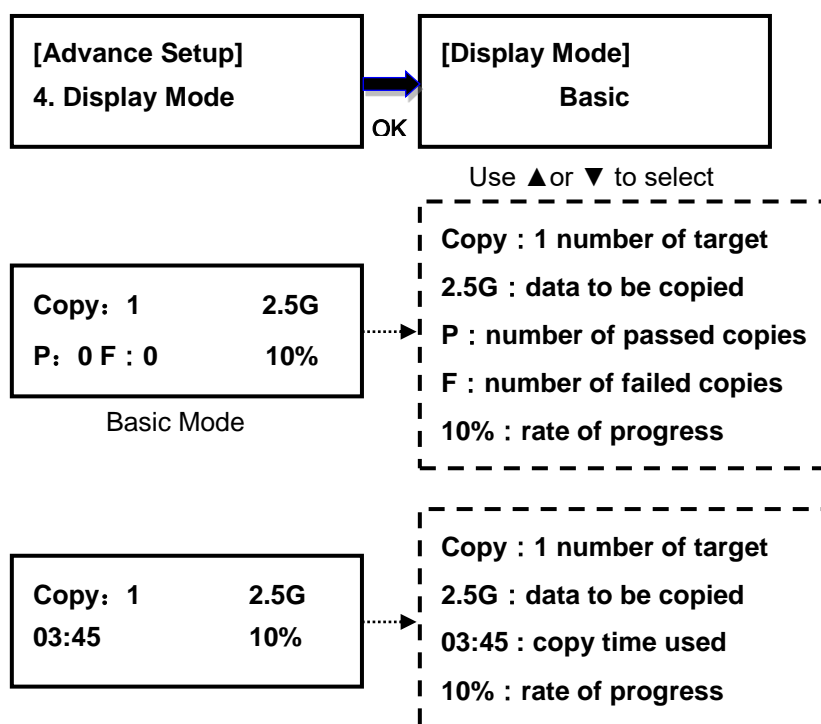 [Advance Setup]
4. Display Mode
OK
[Display Mode]
Basic
Use ▲or ▼ to select
Copy：1 2.5G
P：0 F：0 10%
Basic Mode
Copy：1 number of target
2.5G：data to be copied
P：number of passed copies
F：number of failed copies
10%：rate of progress
Copy：1 2.5G
03:45 10%
Copy：1 number of target
2.5G：data to be copied
03:45：copy time used
10%：rate of progress